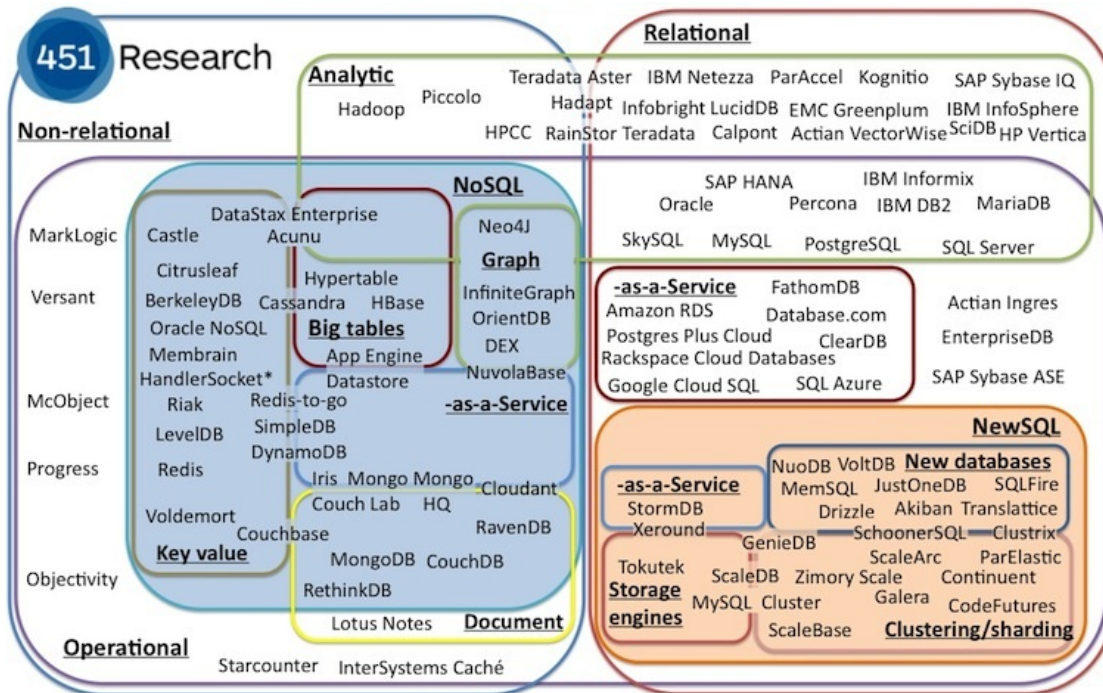 451 Research
Relational
Analytic
Teradata Aster IBM Netezza ParAccel Kognitio SAP Sybase IQ
Hadoop Piccolo Hadapt Infobright LucidDB EMC Greenplum IBM InfoSphere
HPCC RainStor Teradata Calpont Actian VectorWise SciDB HP Vertica
Non-relational
NoSQL
SAP HANA IBM Informix
Oracle Percona IBM DB2 MariaDB
SkySQL MySQL PostgreSQL SQL Server
DataStax Enterprise
Acunu
MarkLogic Castle Neo4J
Citrusleaf Graph
Versant Hypertable
BerkeleyDB Cassandra HBase InfiniteGraph
Oracle NoSQL Big tables OrientDB
Membrain App Engine DEX
HandlerSocket* Datastore NuvolaBase
-as-a-Service FathomDB
Amazon RDS Database.com
Postgres Plus Cloud ClearDB
Rackspace Cloud Databases
Google Cloud SQL SQL Azure
Actian Ingres
EnterpriseDB
SAP Sybase ASE
McObject Riak Redis-to-go -as-a-Service
LevelDB SimpleDB
DynamoDB
Progress Redis
Iris Mongo Mongo Cloudant
Couch Lab HQ
Voldemort Couchbase RavenDB
Key value
MongoDB CouchDB
Objectivity RethinkDB
Lotus Notes Document
Operational
Starcounter InterSystems Caché
NewSQL
NuoDB VoltDB New databases
-as-a-Service MemSQL JustOneDB SQLFire
StormDB Drizzle Akiban Translattice
Xeround SchoonerSQL Clustrix
GenieDB ScaleArc ParElastic
Tokutek ScaleDB Zimory Scale Continuent
Storage Galera
engines MySQL Cluster CodeFutures
ScaleBase Clustering/sharding